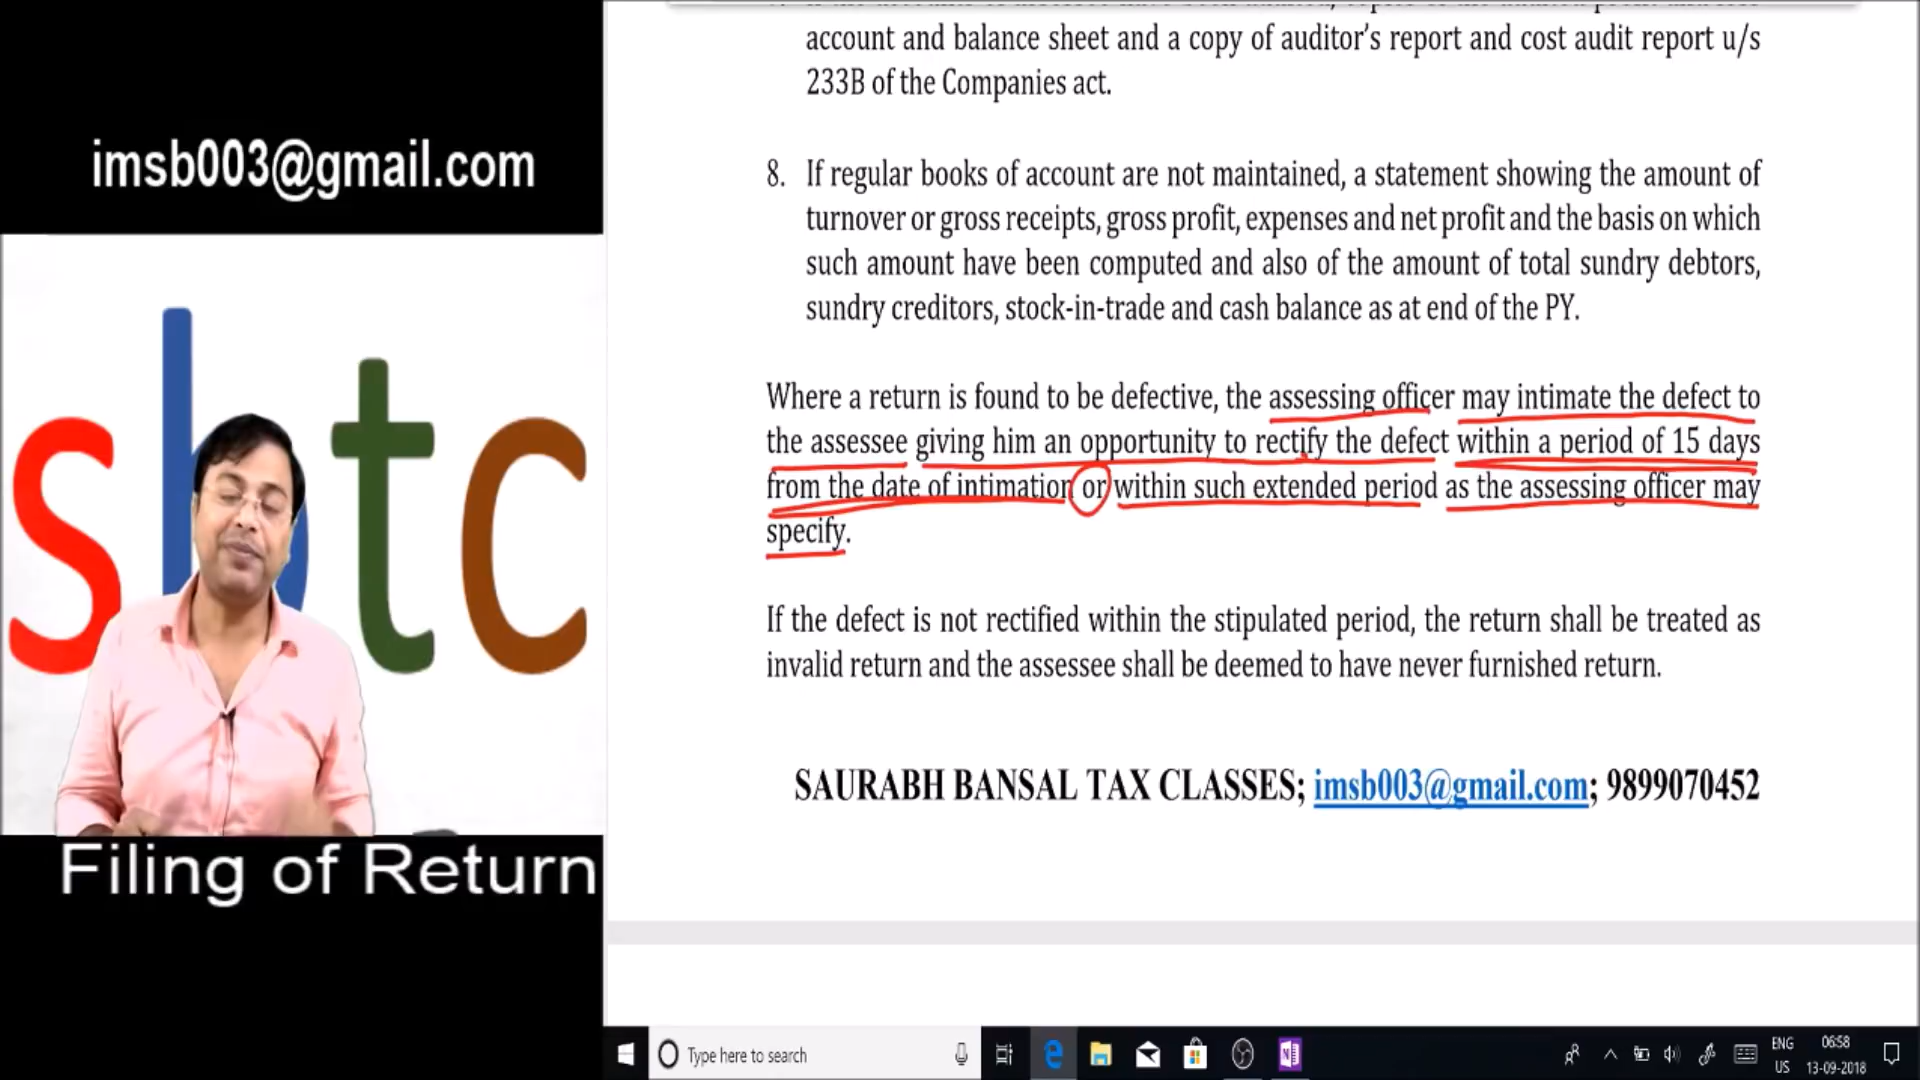 imsb003@gmail.com
sbtc
Filing of Return
account and balance sheet and a copy of auditor's report and cost audit report u/s
233B of the Companies act.
8. If regular books of account are not maintained, a statement showing the amount of
turnover or gross receipts, gross profit, expenses and net profit and the basis on which
such amount have been computed and also of the amount of total sundry debtors,
sundry creditors, stock-in-trade and cash balance as at end of the PY.
Where a return is found to be defective, the assessing officer may intimate the defect to
the assessee giving him an opportunity to rectify the defect within a period of 15 days
from the date of intimation or within such extended period as the assessing officer may
specify.
If the defect is not rectified within the stipulated period, the return shall be treated as
invalid return and the assessee shall be deemed to have never furnished return.
SAURABH BANSAL TAX CLASSES; imsb003@gmail.com; 9899070452
Type here to search
ENG
US
06:58
13-09-2018